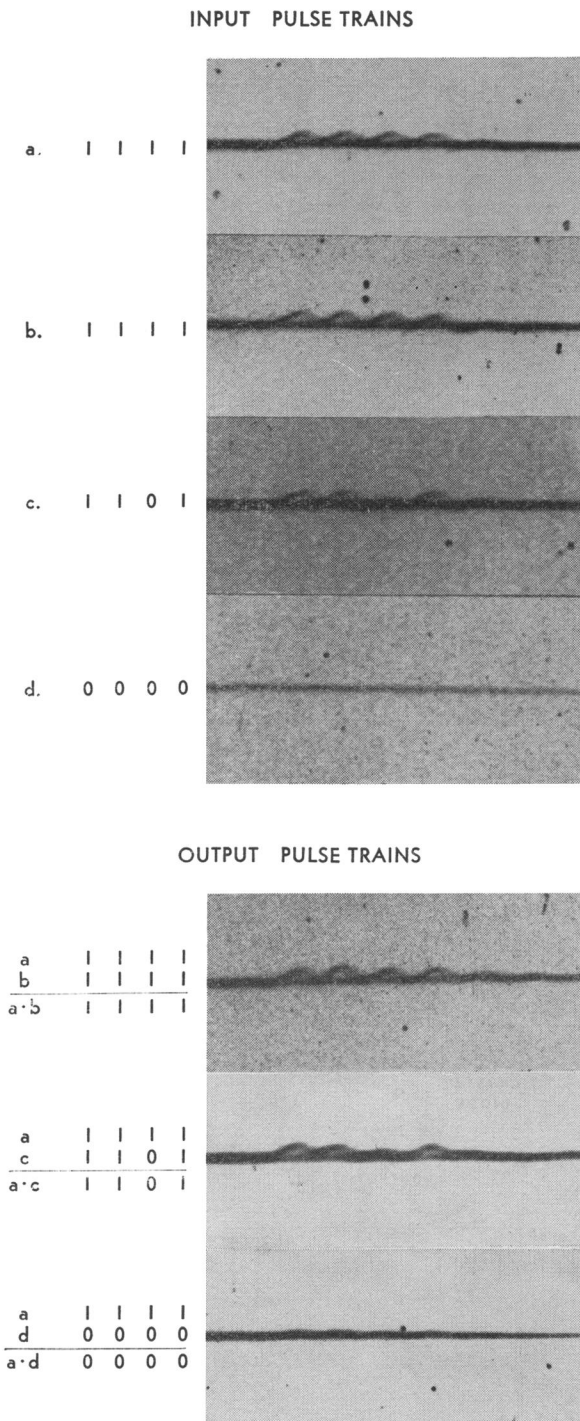 INPUT PULSE TRAINS
a. 1 1 1 1
b. 1 1 1 1
c. 1 1 0 1
d. 0 0 0 0
OUTPUT PULSE TRAINS
a 1 1 1 1
b 1 1 1 1
a·b 1 1 1 1
a 1 1 1 1
c 1 1 0 1
a·c 1 1 0 1
a 1 1 1 1
d 0 0 0 0
a·d 0 0 0 0